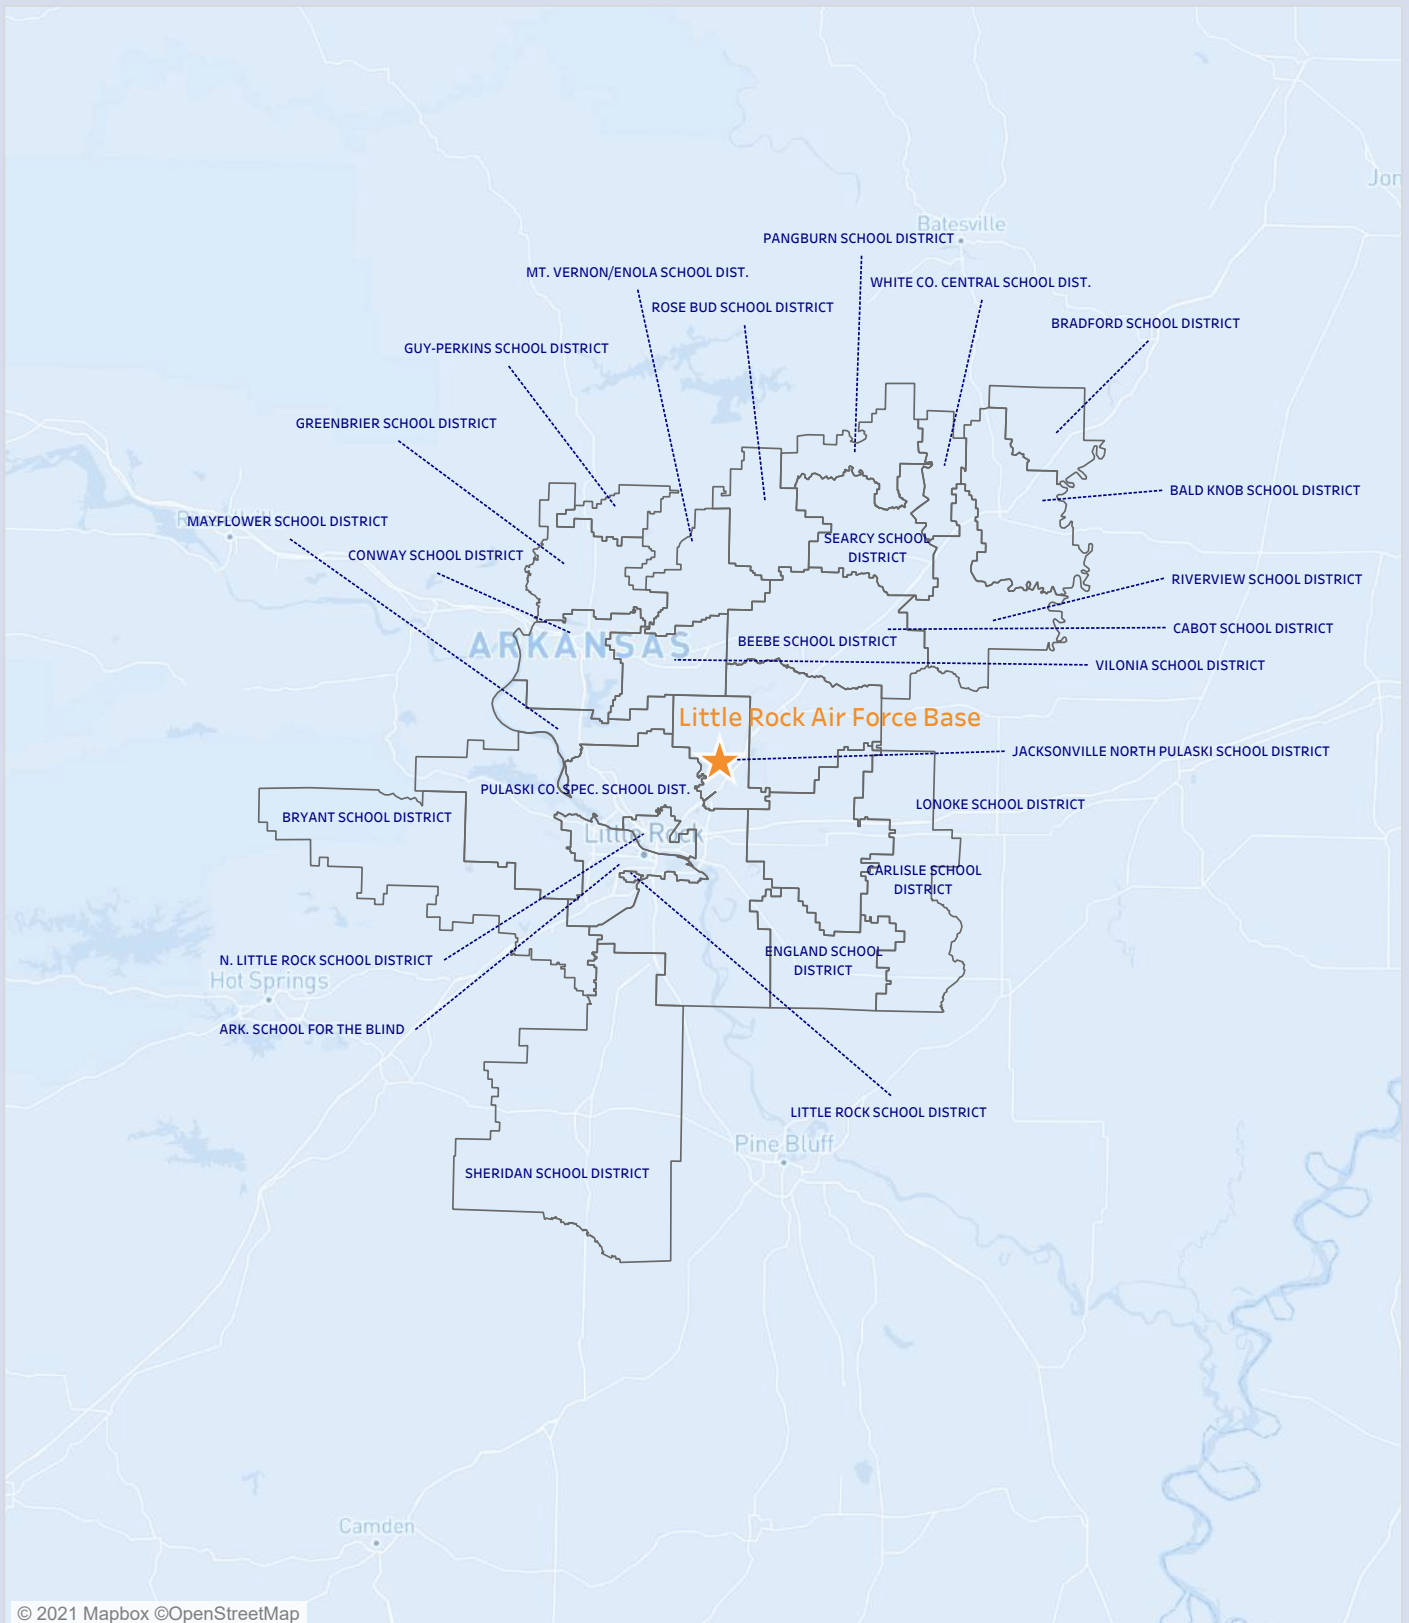 Jon
Batesville
PANGBURN SCHOOL DISTRICT
MT. VERNON/ENOLA SCHOOL DIST.
WHITE CO. CENTRAL SCHOOL DIST.
ROSE BUD SCHOOL DISTRICT
BRADFORD SCHOOL DISTRICT
GUY-PERKINS SCHOOL DISTRICT
GREENBRIER SCHOOL DISTRICT
BALD KNOB SCHOOL DISTRICT
MAYFLOWER SCHOOL DISTRICT
SEARCY SCHOOL
DISTRICT
CONWAY SCHOOL DISTRICT
RIVERVIEW SCHOOL DISTRICT
CABOT SCHOOL DISTRICT
ARKANSAS
BEEBE SCHOOL DISTRICT
VILONIA SCHOOL DISTRICT
Little Rock Air Force Base
JACKSONVILLE NORTH PULASKI SCHOOL DISTRICT
PULASKI CO. SPEC. SCHOOL DIST.
LONOKE SCHOOL DISTRICT
BRYANT SCHOOL DISTRICT
Little Rock
CARLISLE SCHOOL
DISTRICT
ENGLAND SCHOOL
DISTRICT
N. LITTLE ROCK SCHOOL DISTRICT
Hot Springs
ARK. SCHOOL FOR THE BLIND
LITTLE ROCK SCHOOL DISTRICT
Pine Bluff
SHERIDAN SCHOOL DISTRICT
Camden
© 2021 Mapbox ©OpenStreetMap